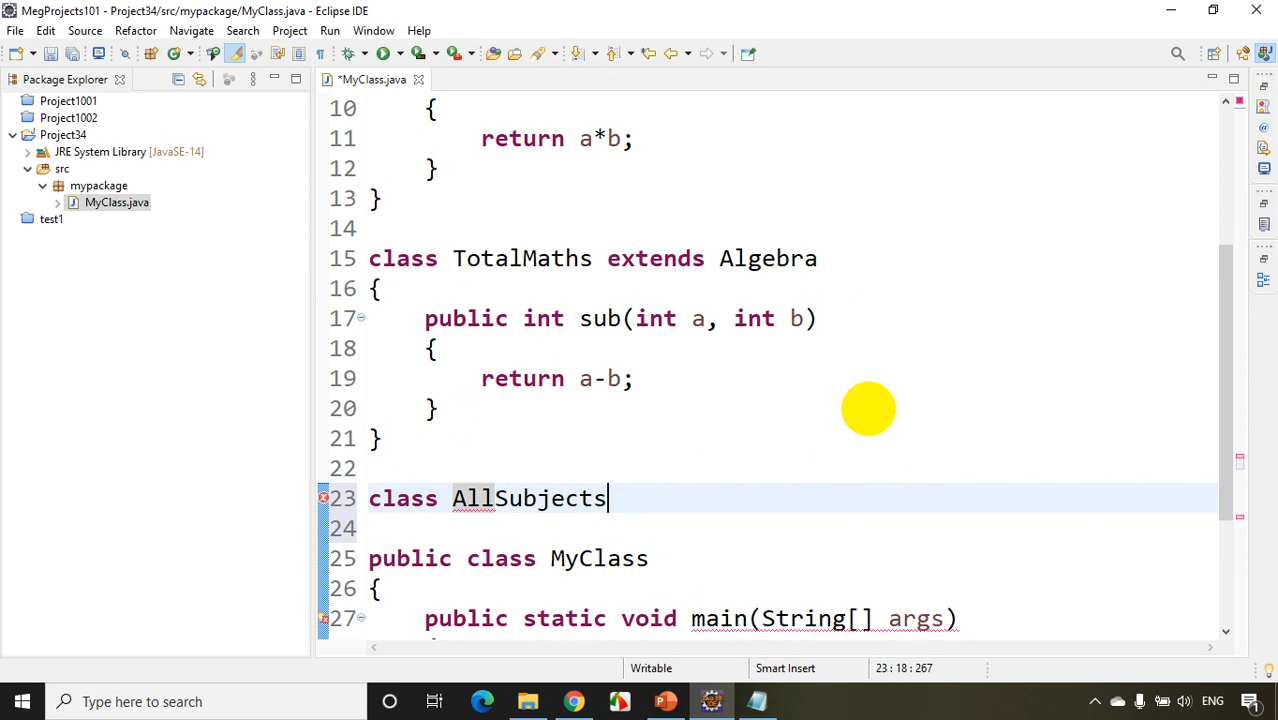 MegProjects101 - Project34/src/mypackage/MyClass.java - Eclipse IDE
File Edit Source Refactor Navigate Search Project Run Window Help
Package Explorer
*MyClass.java
Project1001
Project1002
Project34
JRE System Library [JavaSE-14]
src
mypackage
MyClass.java
test1
10 {
11 return a*b;
12 }
13 }
14
15 class TotalMaths extends Algebra
16 {
17 public int sub(int a, int b)
18 {
19 return a-b;
20 }
21 }
22
23 class AllSubjects
24
25 public class MyClass
26 {
27 public static void main(String[] args)
Writable Smart Insert 23 : 18 : 267
Type here to search
ENG
1